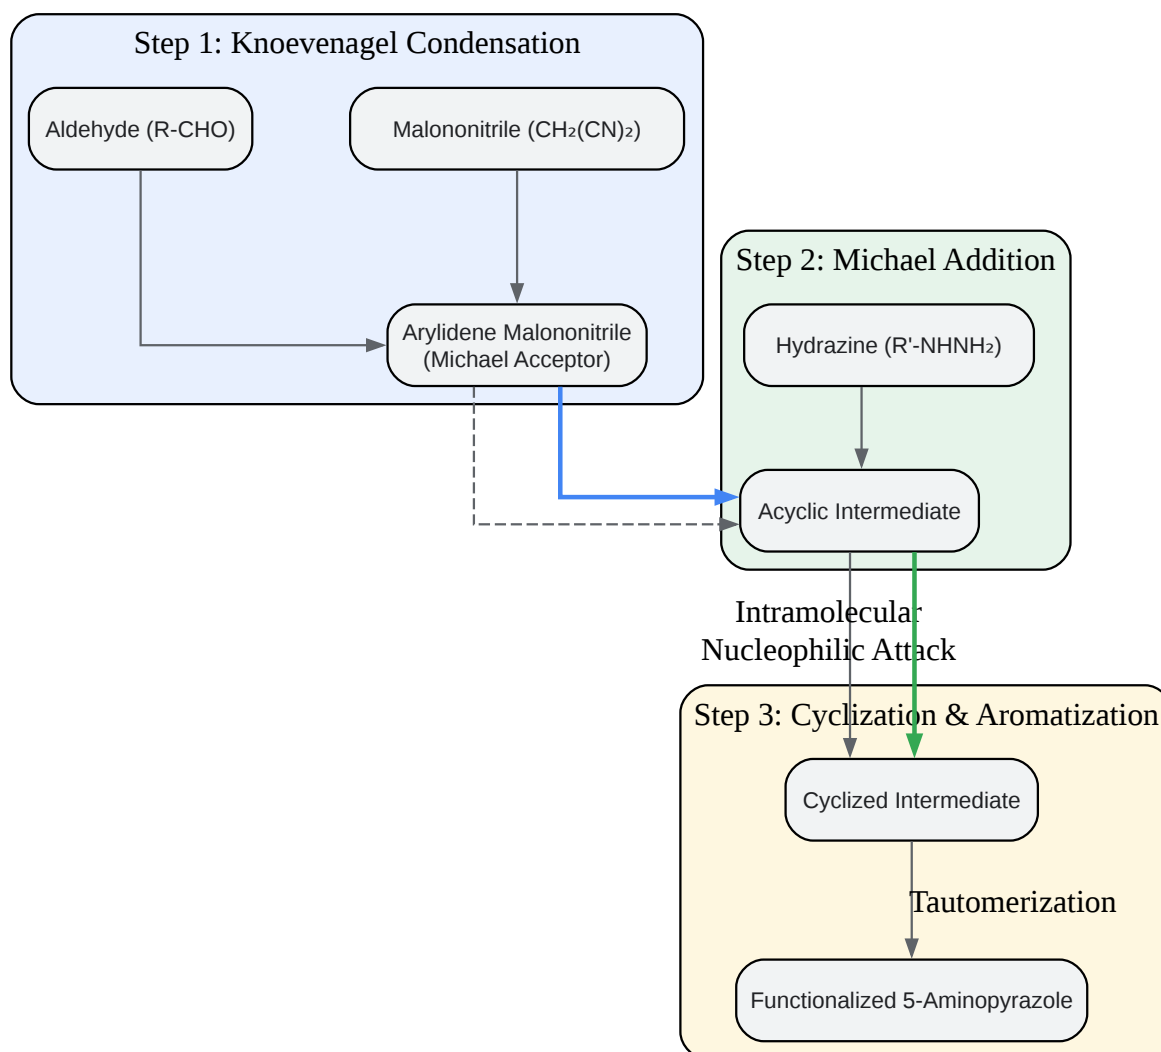 Step 1: Knoevenagel Condensation
Aldehyde (R-CHO)
Malononitrile (CH₂(CN)₂)
Arylidene Malononitrile
(Michael Acceptor)
Step 2: Michael Addition
Hydrazine (R'-NHNH₂)
Acyclic Intermediate
Intramolecular
Nucleophilic Attack
Step 3: Cyclization & Aromatization
Cyclized Intermediate
Tautomerization
Functionalized 5-Aminopyrazole